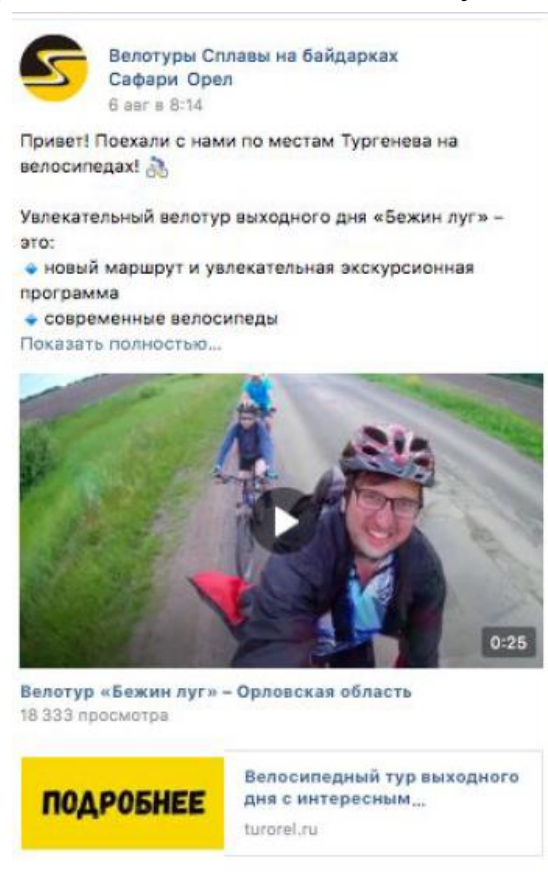 Велотуры Сплавы на байдарках
Сафари Орел
6 авг в 8:14
Привет! Поехали с нами по местам Тургенева на
велосипедах! 🚴
Увлекательный велотур выходного дня «Бежин луг» –
это:
🔹 новый маршрут и увлекательная экскурсионная
программа
🔹 современные велосипеды
Показать полностью...
0:25
Велотур «Бежин луг» – Орловская область
18 333 просмотра
ПОДРОБНЕЕ
Велосипедный тур выходного
дня с интересным...
turorel.ru